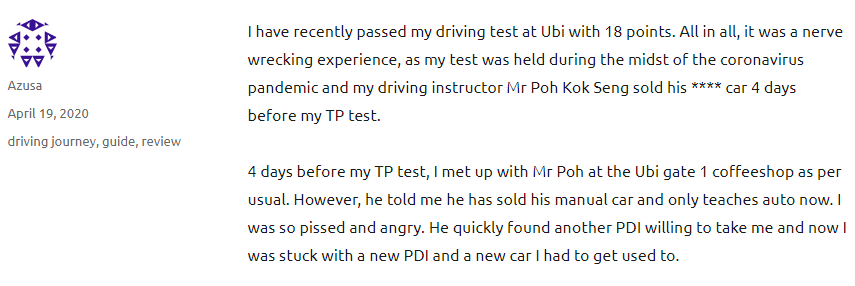 Azusa
April 19, 2020
driving journey, guide, review
I have recently passed my driving test at Ubi with 18 points. All in all, it was a nerve
wrecking experience, as my test was held during the midst of the coronavirus
pandemic and my driving instructor Mr Poh Kok Seng sold his **** car 4 days
before my TP test.
4 days before my TP test, I met up with Mr Poh at the Ubi gate 1 coffeeshop as per
usual. However, he told me he has sold his manual car and only teaches auto now. I
was so pissed and angry. He quickly found another PDI willing to take me and now I
was stuck with a new PDI and a new car I had to get used to.